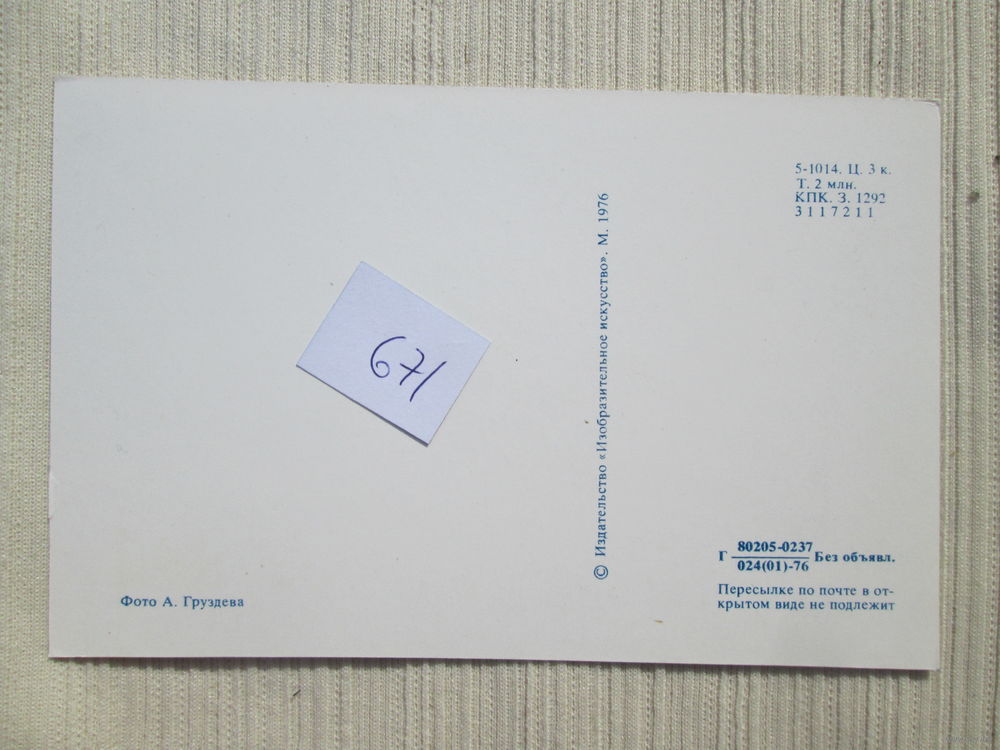 5-1014. Ц. 3 к.
Т. 2 млн.
КПК. З. 1292
3117211
© Издательство «Изобразительное искусство». М. 1976
671
Г 80205-0237 Без объявл.
024(01)-76
Пересылке по почте в от-
крытом виде не подлежит
Фото А. Груздева